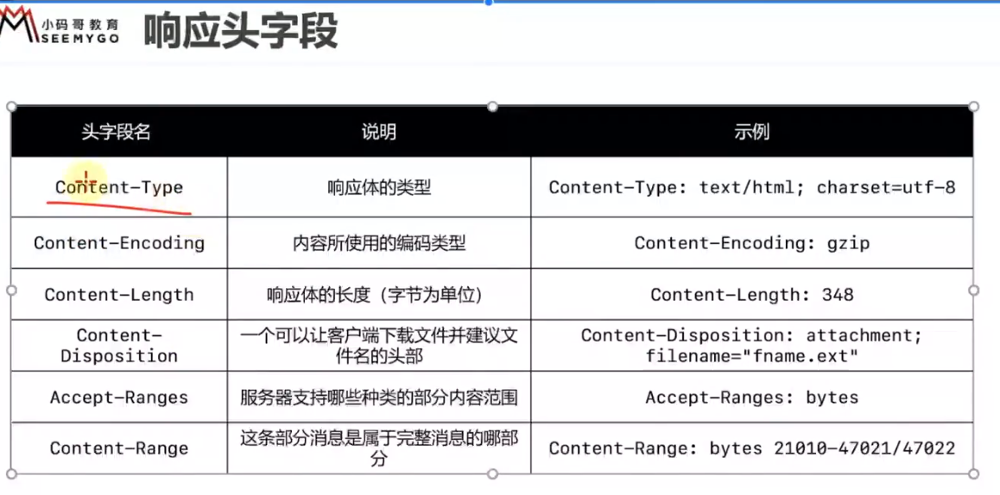 小码哥教育
SEEMYGO
响应头字段
头字段名 说明 示例
Content-Type 响应体的类型 Content-Type: text/html; charset=utf-8
Content-Encoding 内容所使用的编码类型 Content-Encoding: gzip
Content-Length 响应体的长度（字节为单位） Content-Length: 348
Content-
Disposition
一个可以让客户端下载文件并建议文
件名的头部
Content-Disposition: attachment;
filename="fname.ext"
Accept-Ranges 服务器支持哪些种类的部分内容范围 Accept-Ranges: bytes
Content-Range
这条部分消息是属于完整消息的哪部
分
Content-Range: bytes 21010-47021/47022